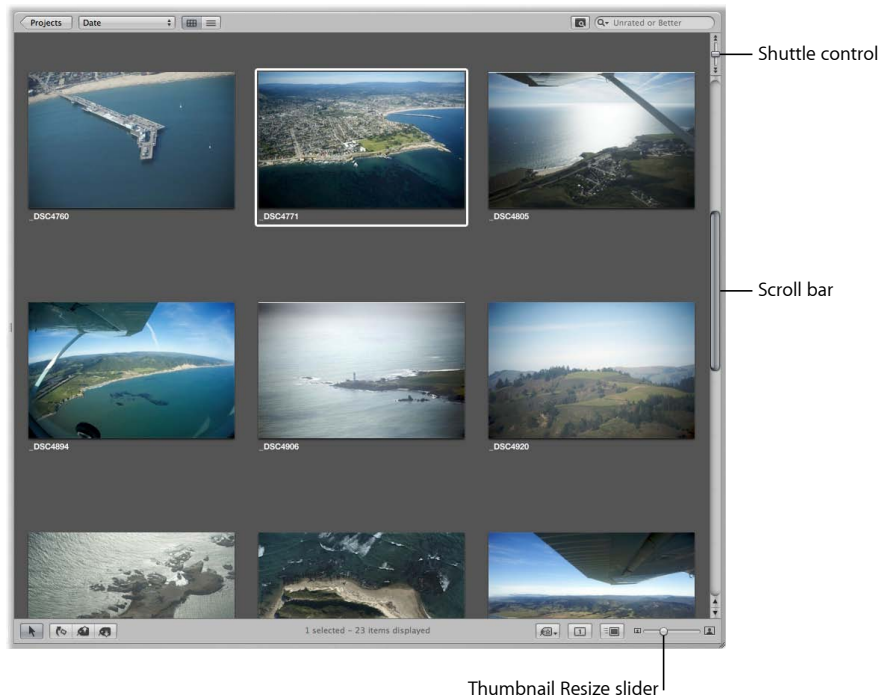 Projects
Date
Unrated or Better
Shuttle control
_DSC4760
_DSC4771
_DSC4805
Scroll bar
_DSC4894
_DSC4906
_DSC4920
1 selected – 23 items displayed
Thumbnail Resize slider